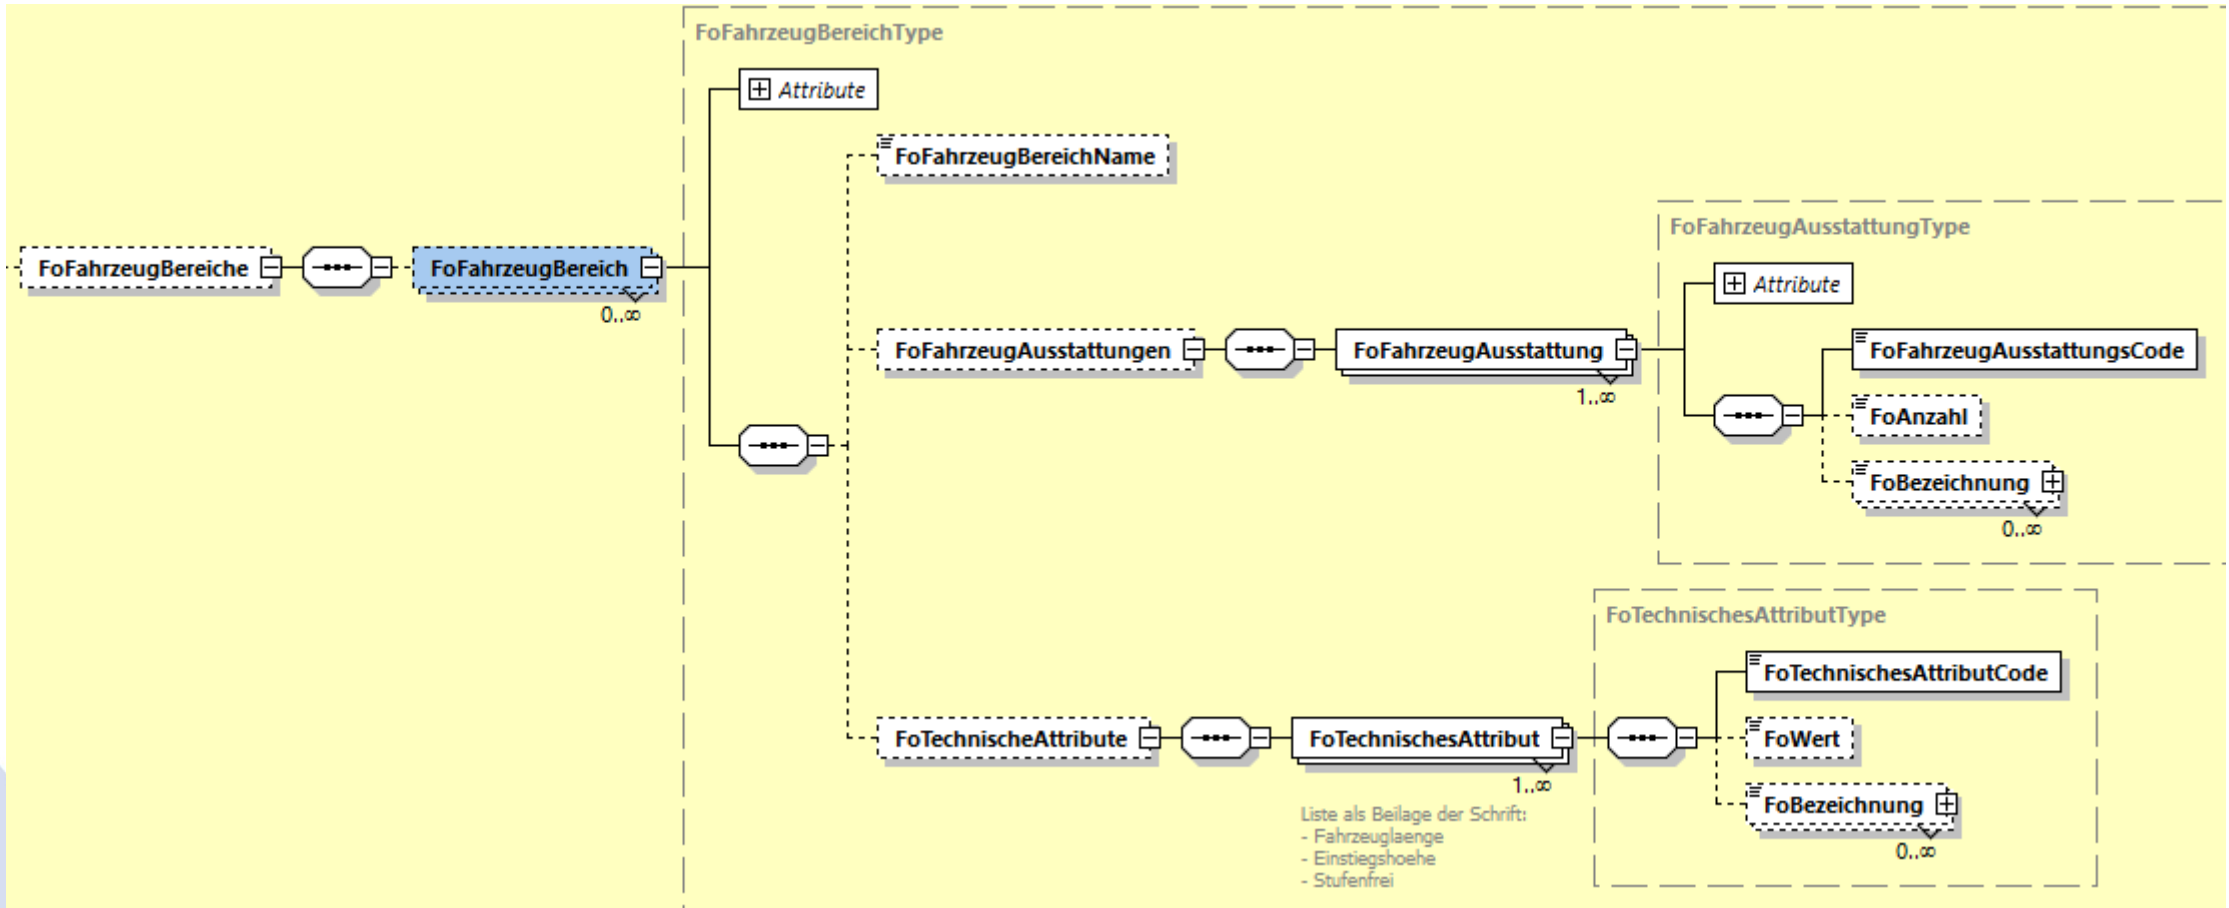 FoFahrzeugBereichType
Attribute
FoFahrzeugBereichName
FoFahrzeugAusstattungType
FoFahrzeugBereiche
FoFahrzeugBereich
0..∞
Attribute
FoFahrzeugAusstattungen
FoFahrzeugAusstattung
1..∞
FoFahrzeugAusstattungsCode
FoAnzahl
FoBezeichnung
0..∞
FoTechnischesAttributType
FoTechnischesAttributCode
FoTechnischeAttribute
FoTechnischesAttribut
1..∞
FoWert
FoBezeichnung
0..∞
Liste als Beilage der Schrift:
- Fahrzeuglaenge
- Einstiegshoehe
- Stufenfrei